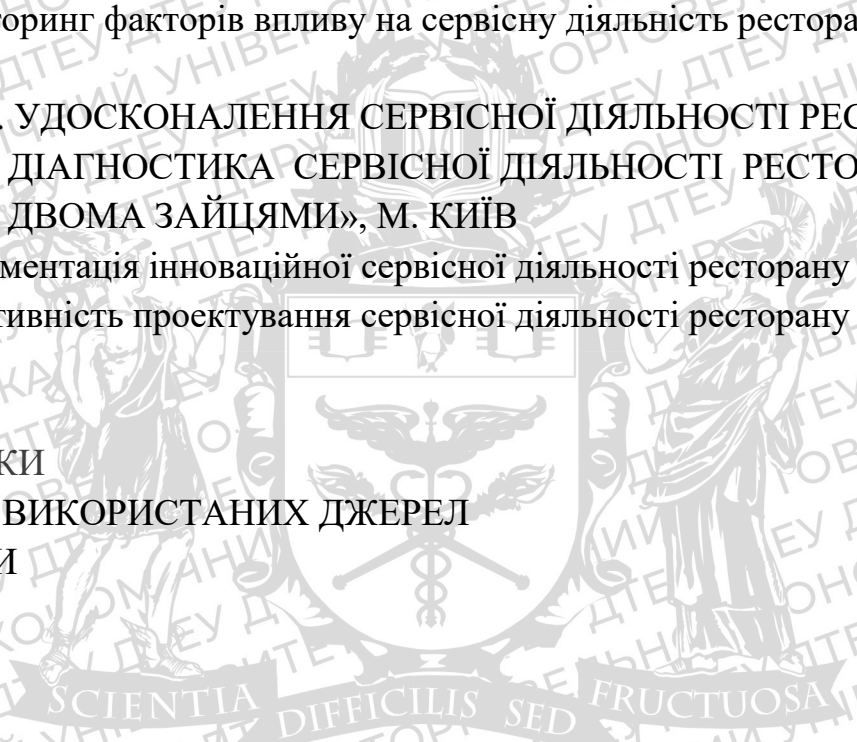 торинг факторів впливу на сервісну діяльність рестора
. УДОСКОНАЛЕННЯ СЕРВІСНОЇ ДІЯЛЬНОСТІ РЕС
ДІАГНОСТИКА СЕРВІСНОЇ ДІЯЛЬНОСТІ РЕСТО
ДВОМА ЗАЙЦЯМИ», М. КИЇВ
ментація інноваційної сервісної діяльності ресторану
тивність проектування сервісної діяльності ресторану
КИ
ВИКОРИСТАНИХ ДЖЕРЕЛ
И
SCIENTIA DIFFICILIS SED FRUCTUOSA